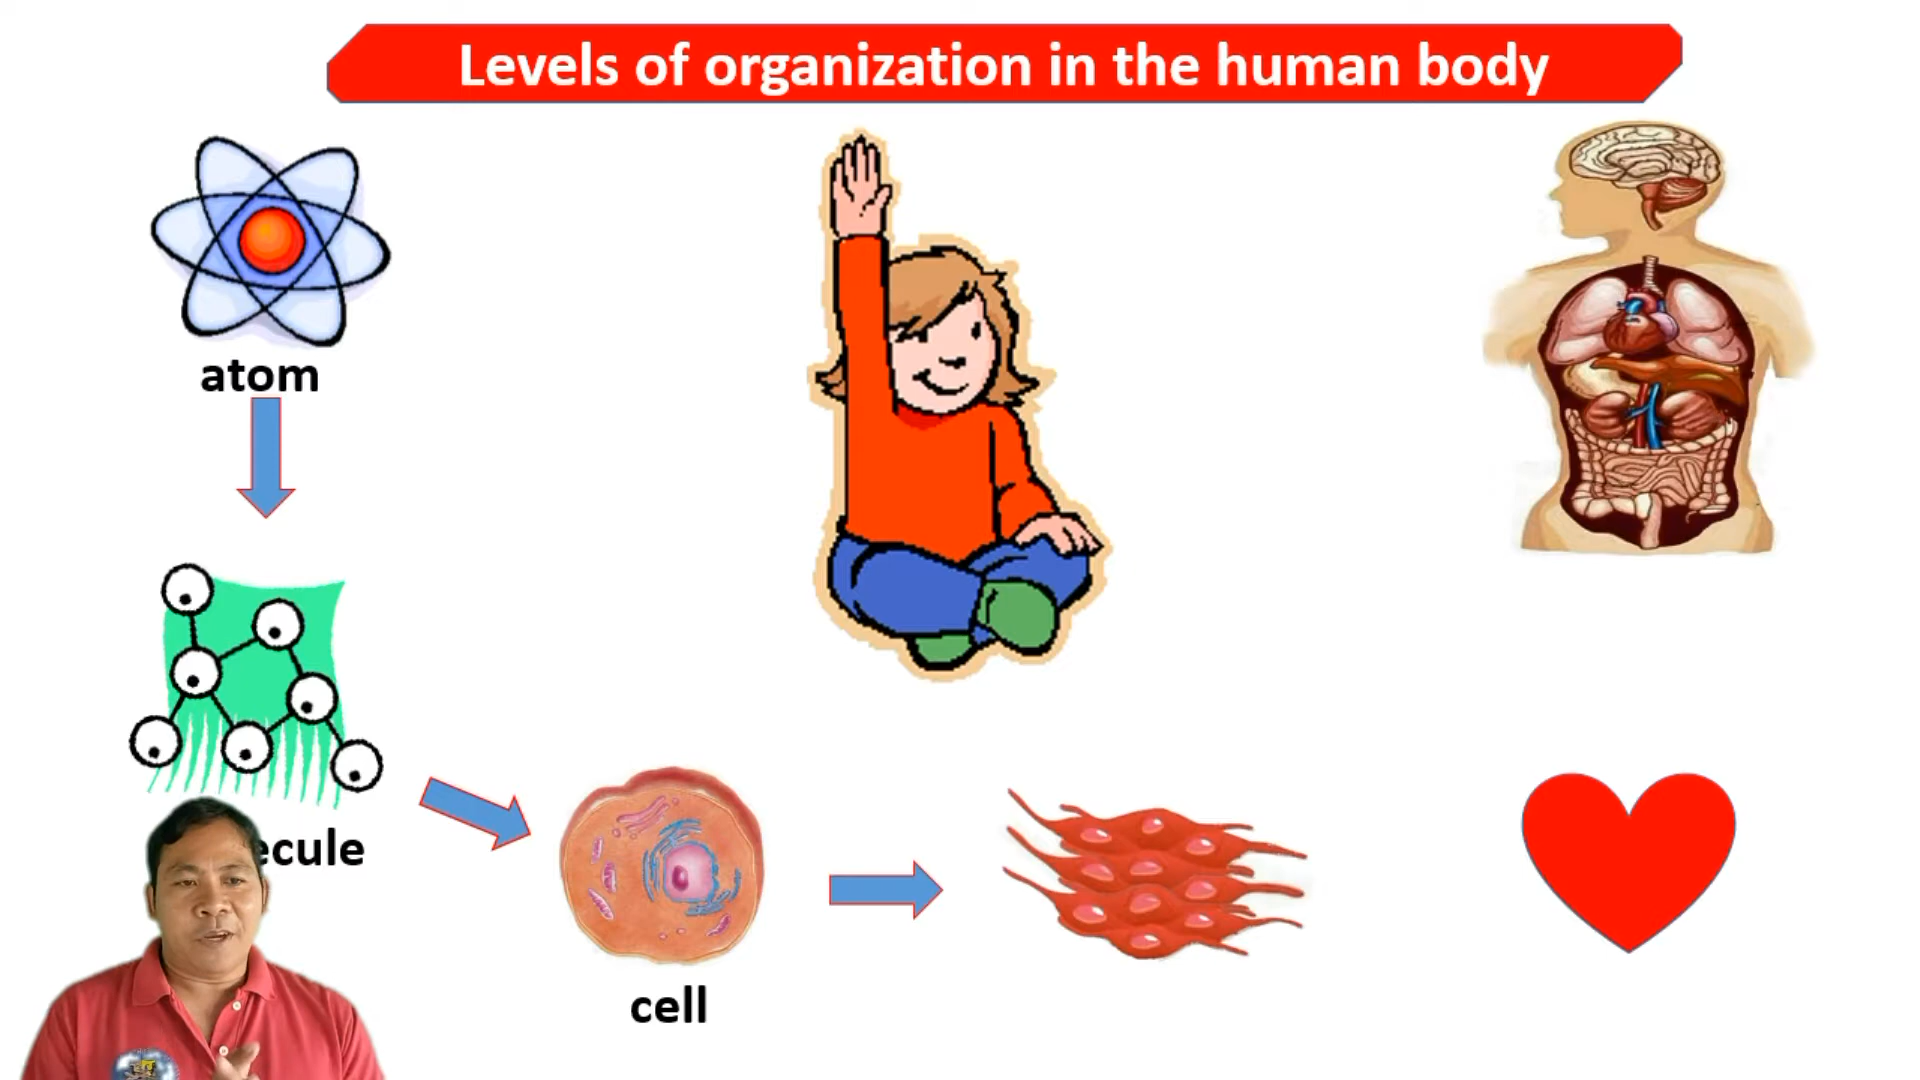 Levels of organization in the human body
atom
ecule
cell